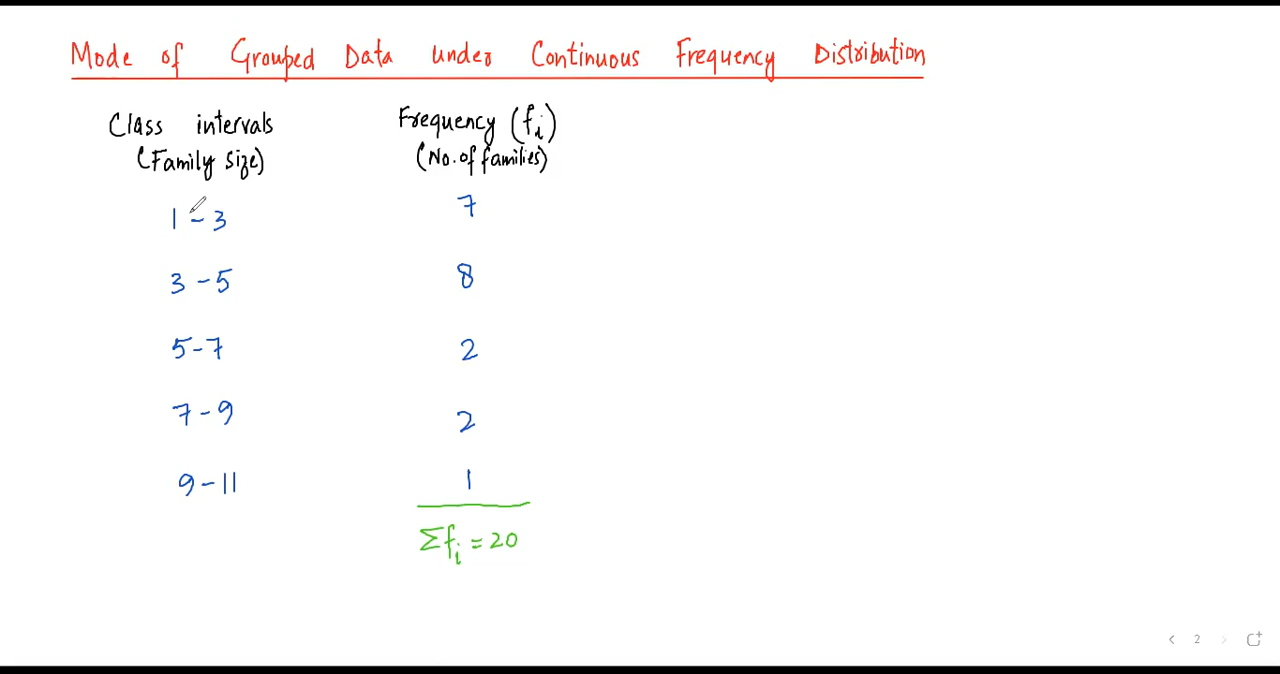 Mode of Grouped Data under Continuous Frequency Distribution
Class intervals Frequency (fi)
(Family size) (No. of families)
1 - 3 7
3 - 5 8
5 - 7 2
7 - 9 2
9 - 11 1
Σfi = 20
< 2 >